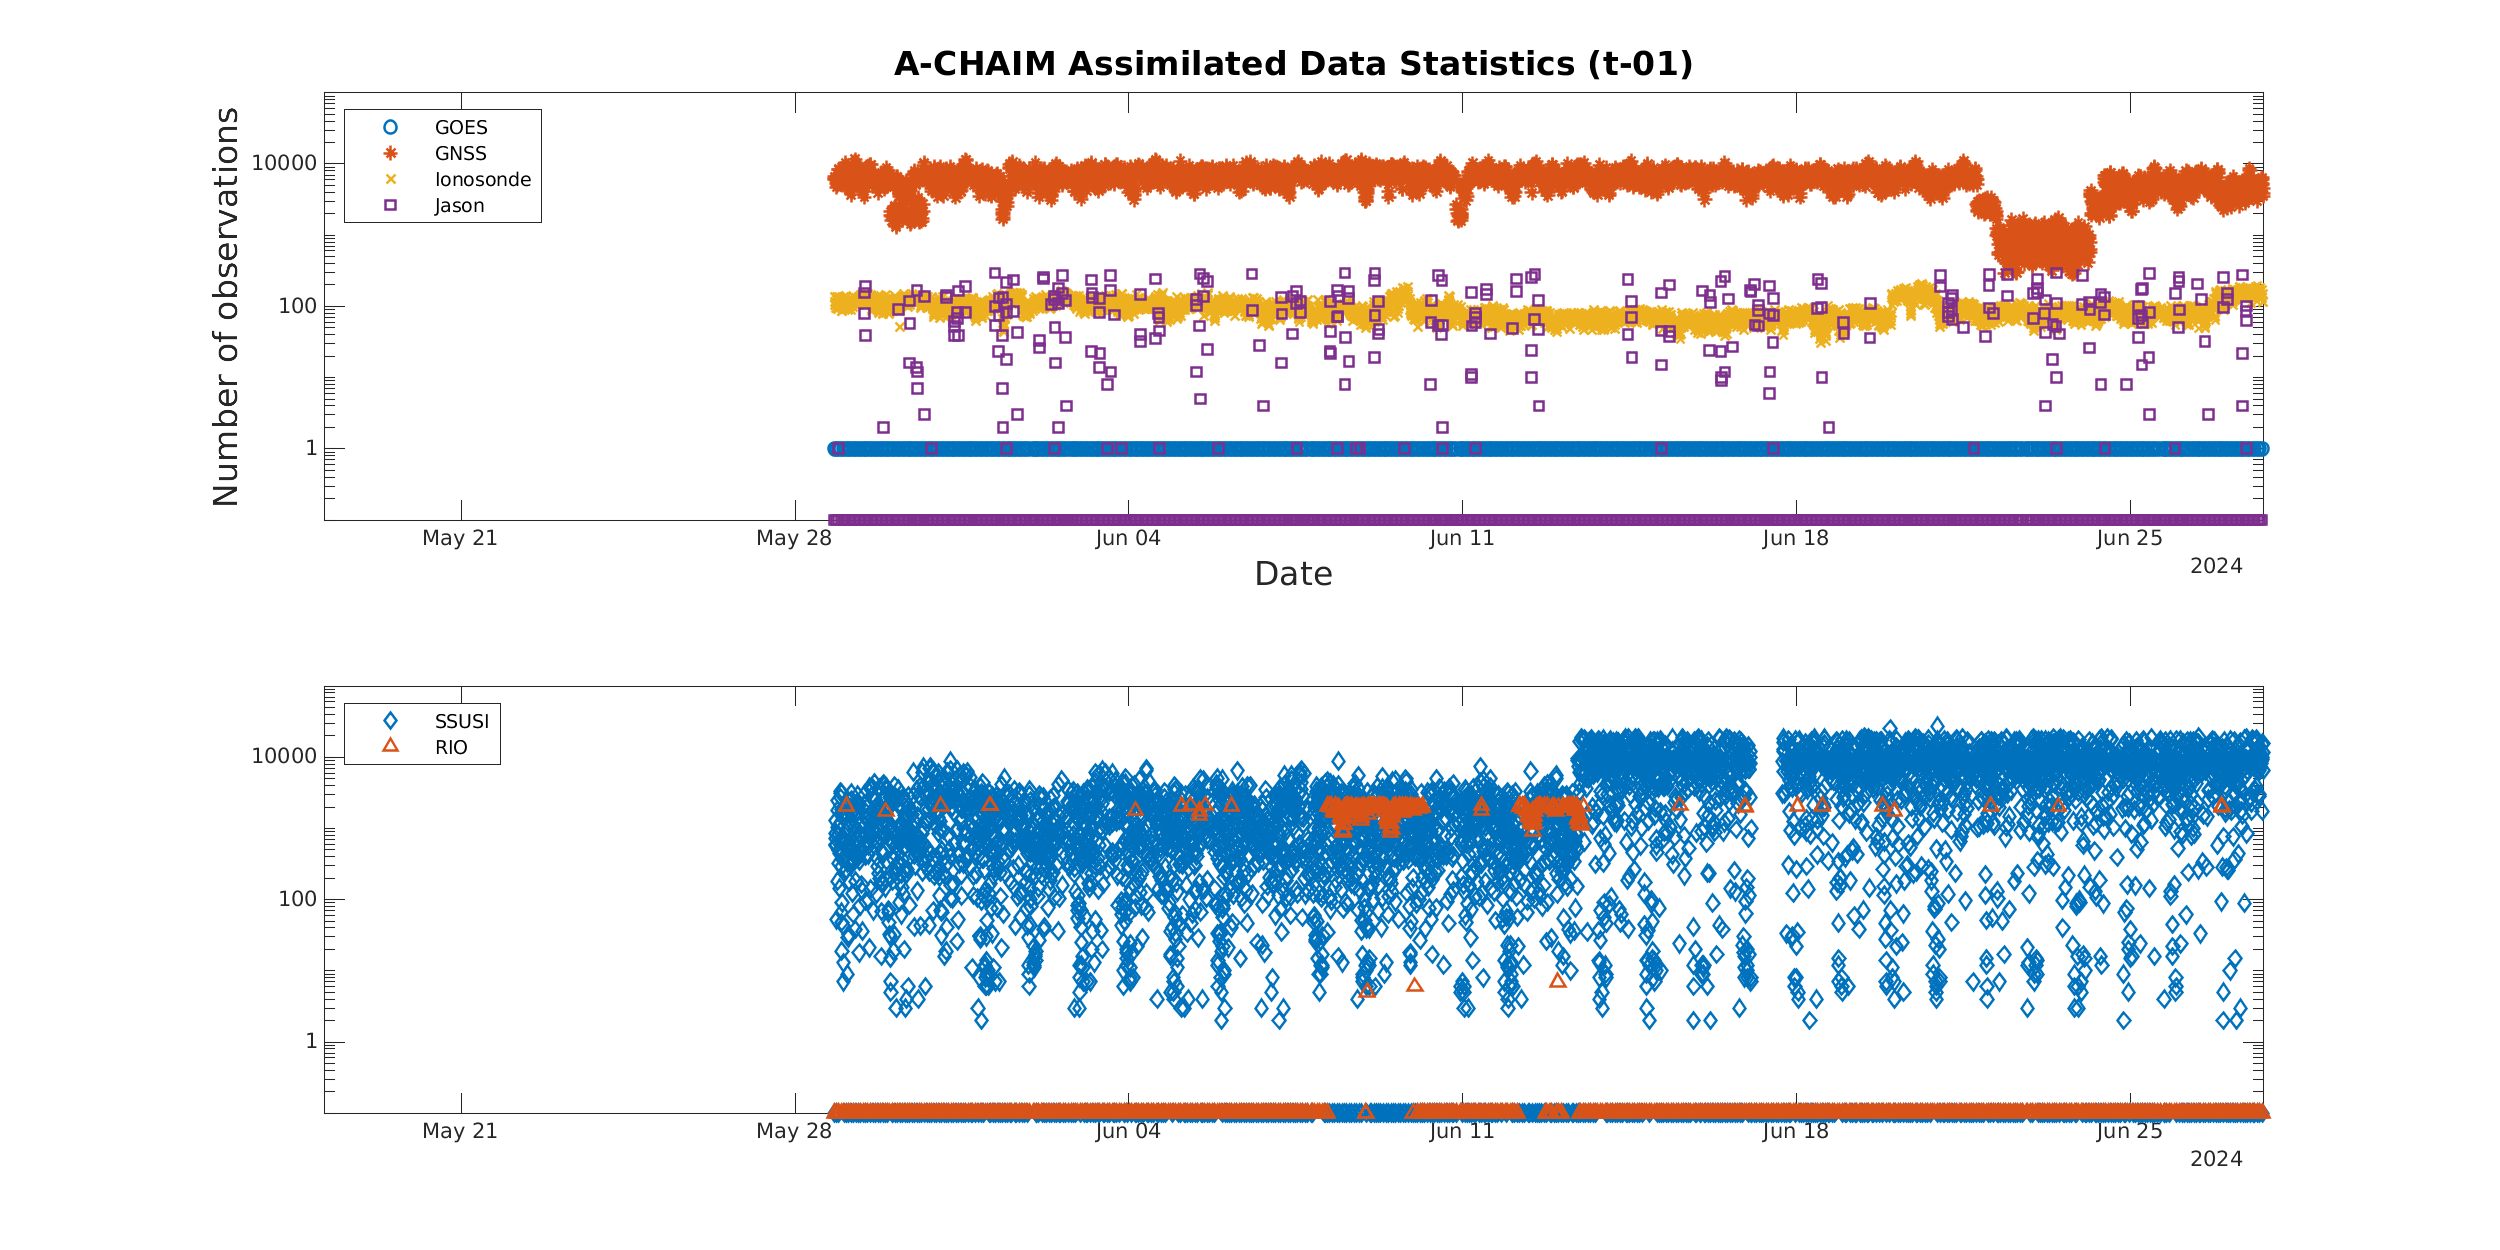 A-CHAIM Assimilated Data Statistics (t-01)
Number of observations
10000
100
1
GOES
GNSS
Ionosonde
Jason
May 21
May 28
Jun 04
Jun 11
Jun 18
Jun 25
2024
Date
10000
100
1
SSUSI
RIO
May 21
May 28
Jun 04
Jun 11
Jun 18
Jun 25
2024